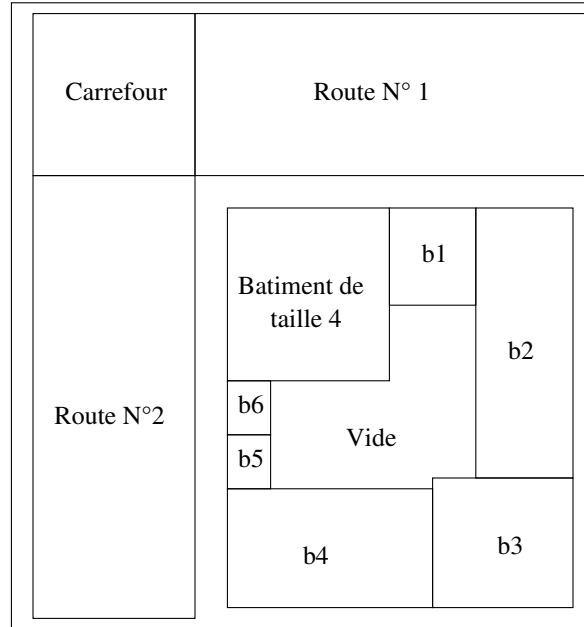 Carrefour
Route N° 1
b1
Batiment de
taille 4
b2
b6
Route N°2
Vide
b5
b4
b3